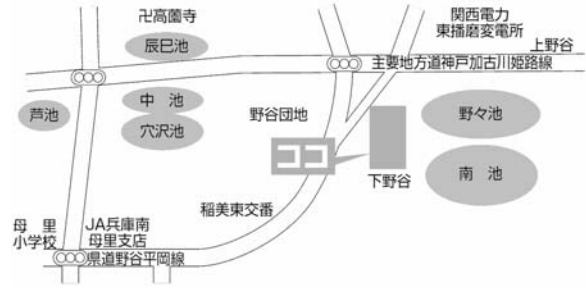 卍高薗寺
関西電力
東播磨変電所
辰巳池
上野谷
主要地方道神戸加古川姫路線
中　池
芦池
穴沢池
野谷団地
野々池
ココ
下野谷
南　池
稲美東交番
母　里
小学校
JA兵庫南
母里支店
県道野谷平岡線